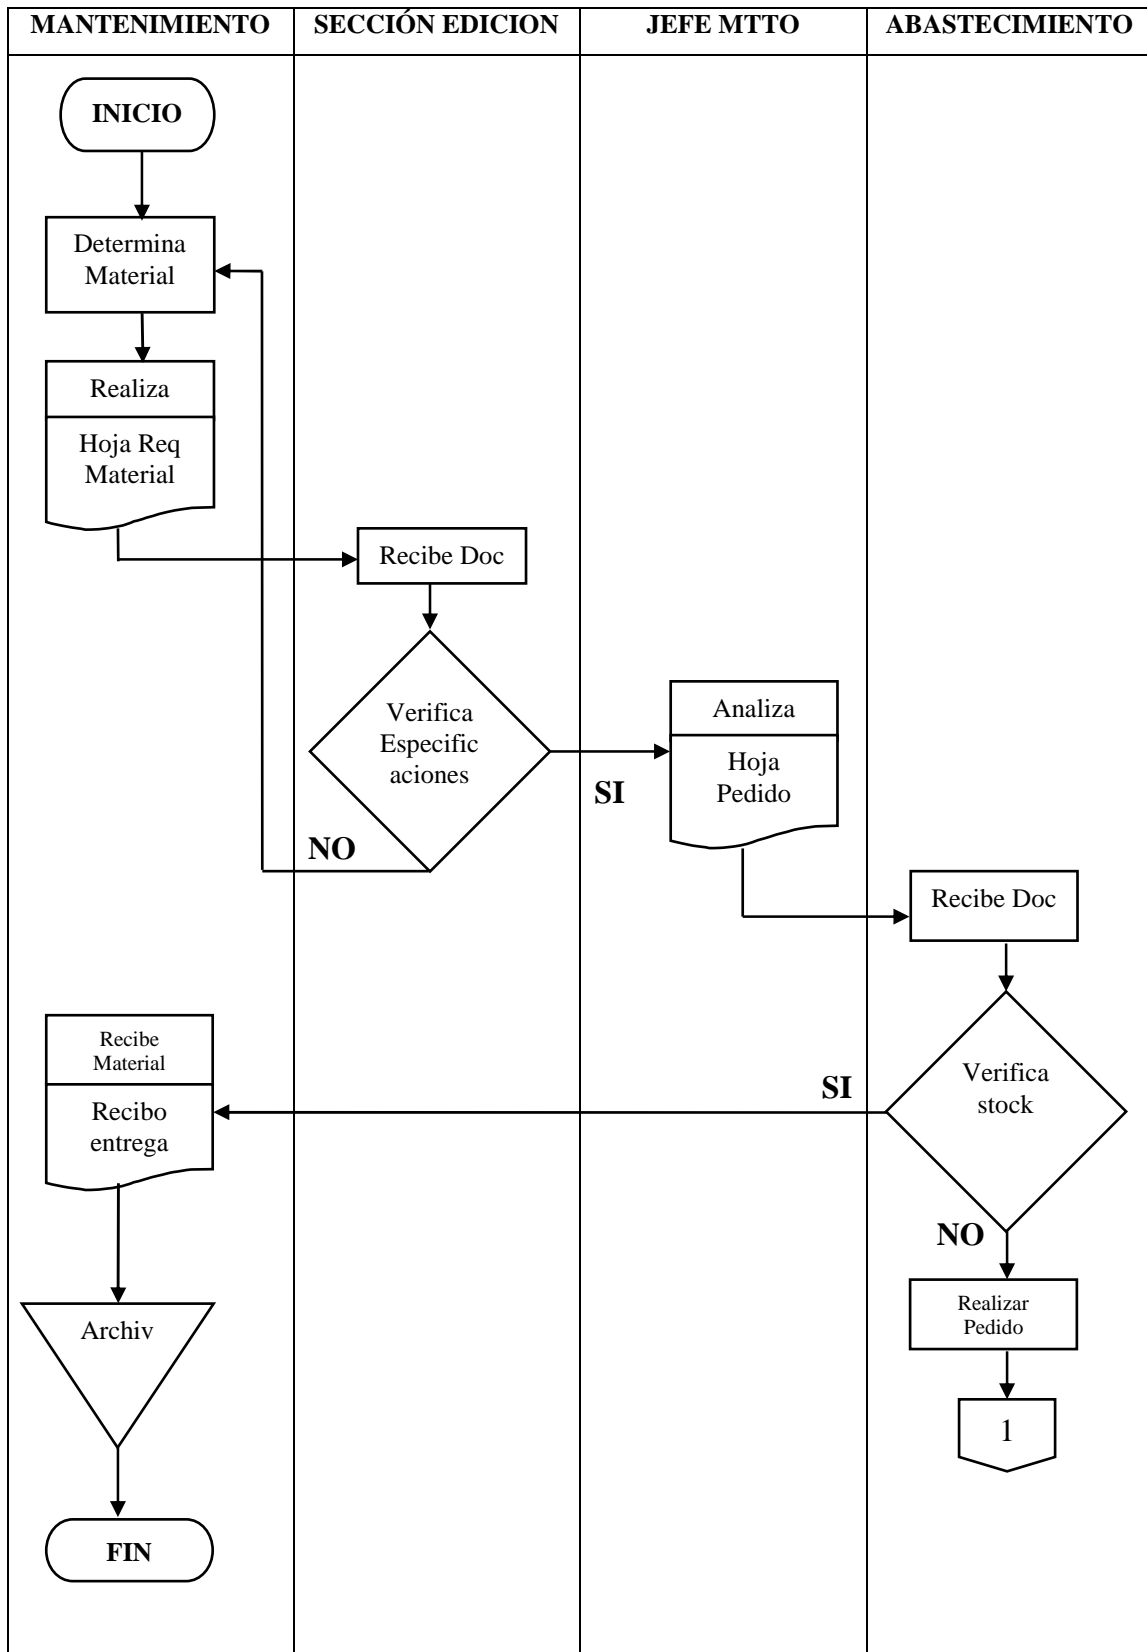 MANTENIMIENTO
SECCIÓN EDICION
JEFE MTTO
ABASTECIMIENTO
INICIO
Determina
Material
Realiza
Hoja Req
Material
Recibe Doc
Verifica
Especific
aciones
SI
NO
Analiza
Hoja
Pedido
Recibe Doc
Verifica
stock
SI
NO
Recibe
Material
Recibo
entrega
Archiv
FIN
Realizar
Pedido
1